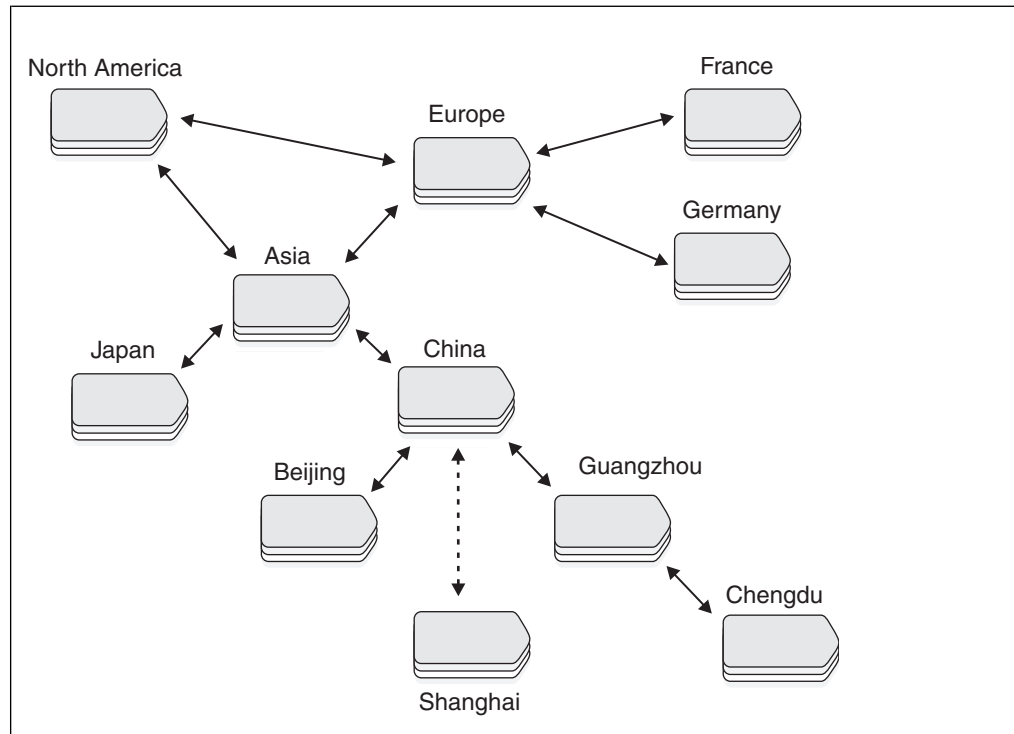 North America
France
Europe
Germany
Asia
Japan
China
Beijing
Guangzhou
Chengdu
Shanghai